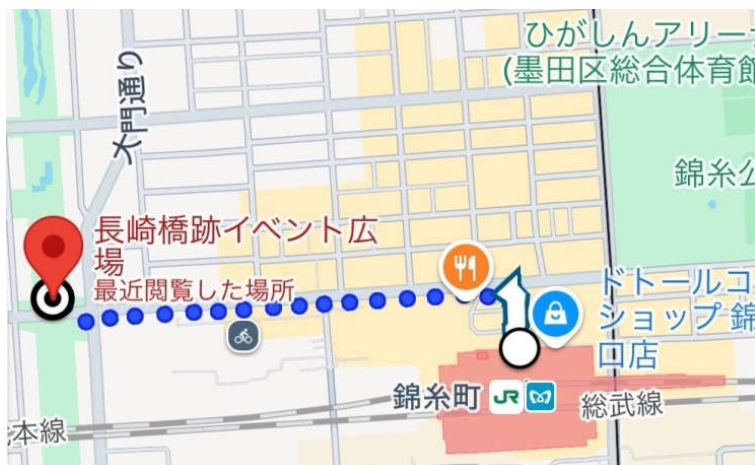 ひがしんアリーナ
(墨田区総合体育館
大門通り
錦糸公
長崎橋跡イベント広
場
最近閲覧した場所
ドトールコ
ショップ 錦
口店
錦糸町
JR
総武線
本線